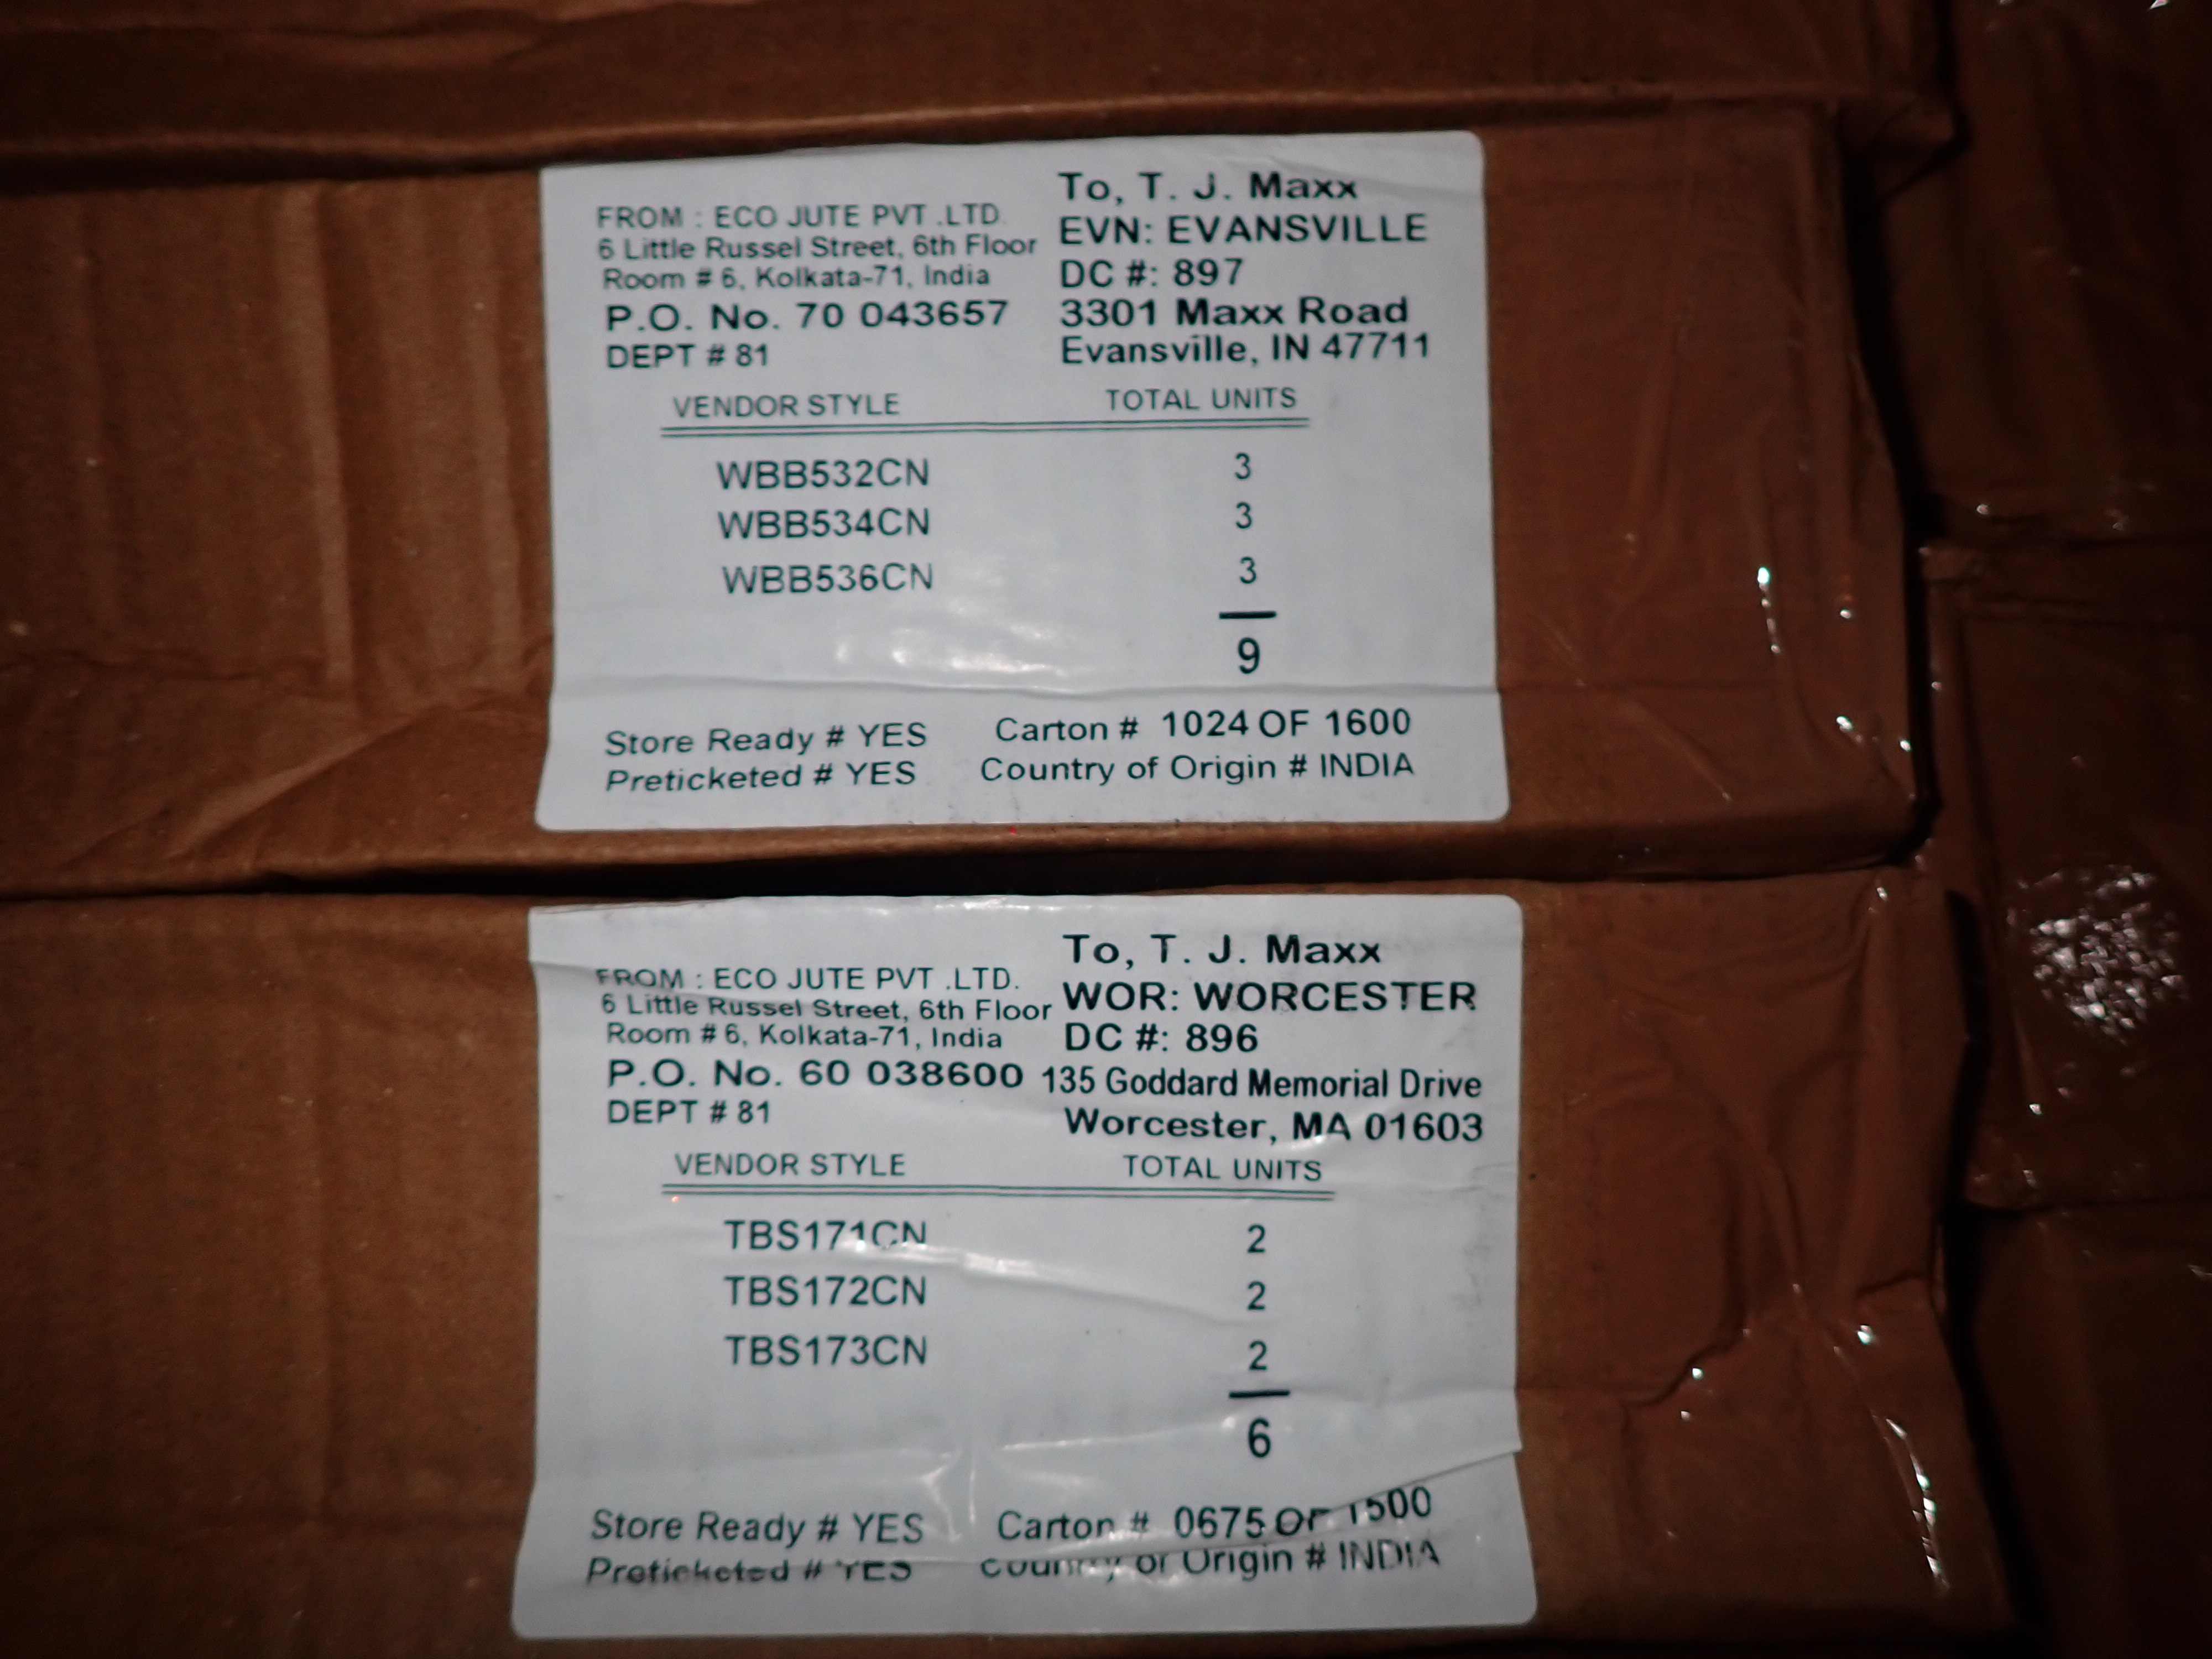 To, T. J. Maxx
FROM : ECO JUTE PVT .LTD.
EVN: EVANSVILLE
6 Little Russel Street, 6th Floor
DC #: 897
Room # 6, Kolkata-71, India
3301 Maxx Road
P.O. No. 70 043657
Evansville, IN 47711
DEPT # 81
VENDOR STYLE TOTAL UNITS
WBB532CN 3
WBB534CN 3
WBB536CN 3
9
Store Ready # YES Carton # 1024 OF 1600
Preticketed # YES Country of Origin # INDIA
To, T. J. Maxx
FROM : ECO JUTE PVT .LTD.
WOR: WORCESTER
6 Little Russel Street, 6th Floor
DC #: 896
Room # 6, Kolkata-71, India
P.O. No. 60 038600 135 Goddard Memorial Drive
DEPT # 81 Worcester, MA 01603
VENDOR STYLE TOTAL UNITS
TBS171CN 2
TBS172CN 2
TBS173CN 2
6
Store Ready # YES Carton # 0675 OF 1500
Preticketed # YES Country of Origin # INDIA